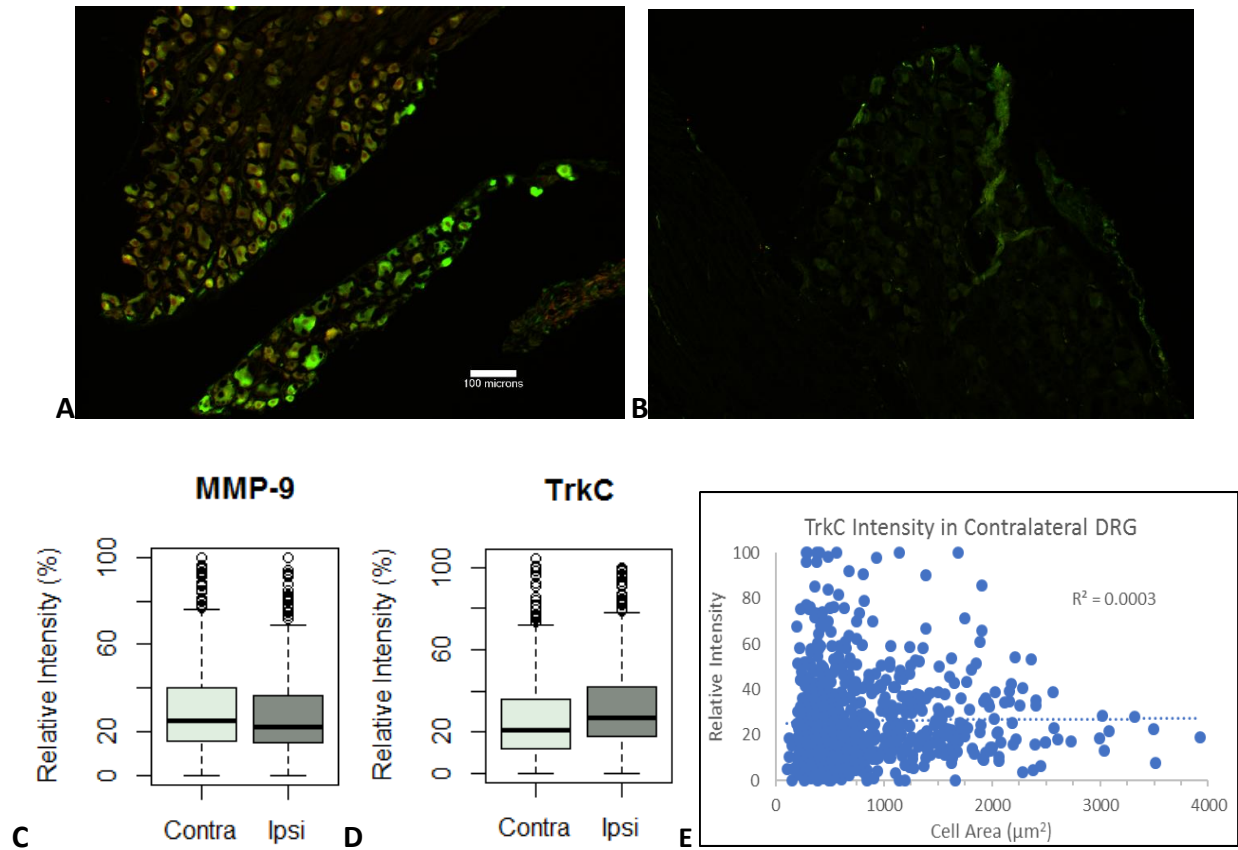 100 microns
A
B
MMP-9
Relative Intensity (%)
100
60
20
0
Contra Ipsi
C
TrkC
Relative Intensity (%)
100
60
20
0
Contra Ipsi
D
TrkC Intensity in Contralateral DRG
Relative Intensity
100
80
60
40
20
0
R² = 0.0003
0 1000 2000 3000 4000
Cell Area (µm²)
E